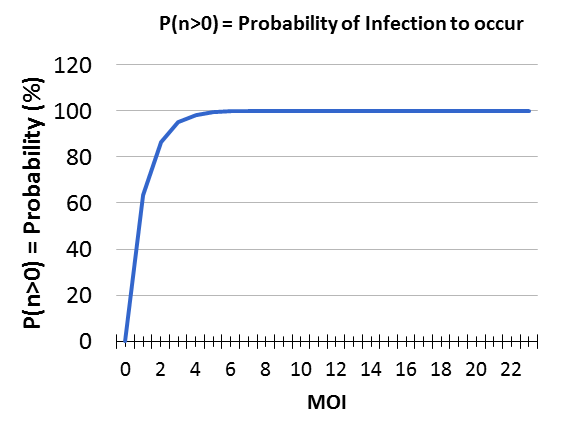 P(n>0) = Probability of Infection to occur
P(n>0) = Probability (%)
120
100
80
60
40
20
0
0 2 4 6 8 10 12 14 16 18 20 22
MOI